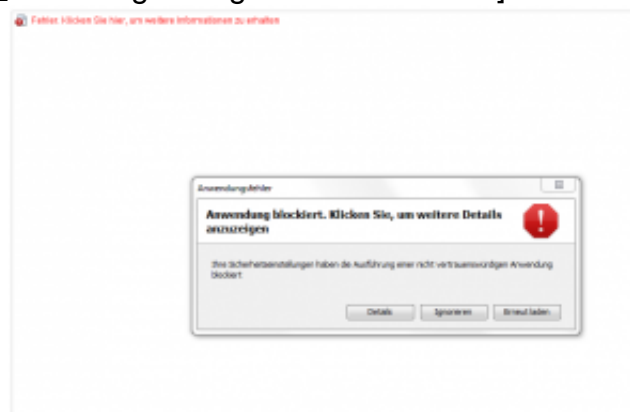 Fehler. Klicken Sie hier, um weitere Informationen zu erhalten
Anwendungsfehler
Anwendung blockiert. Klicken Sie, um weitere Details
anzuzeigen
Ihre Sicherheitseinstellungen haben die Ausführung einer nicht vertrauenswürdigen Anwendung
blockiert
Details
Ignorieren
Erneut laden